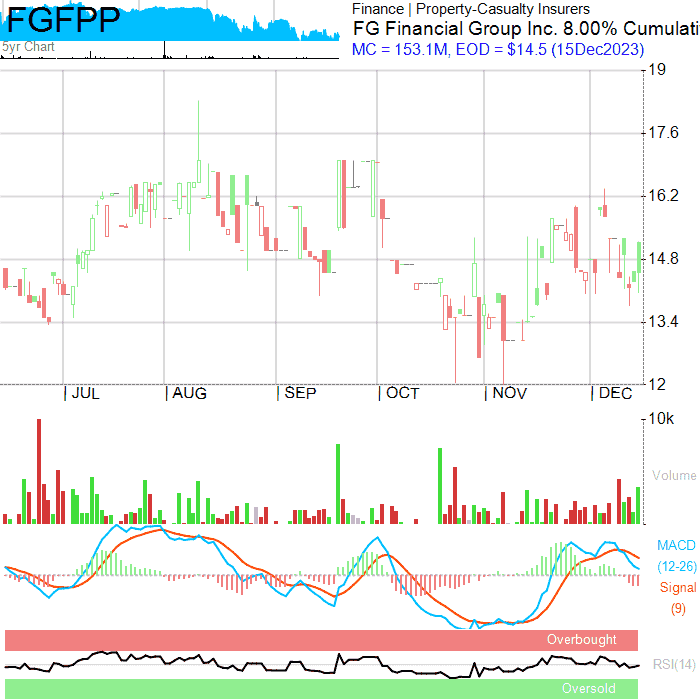 FGFPP
5yr Chart
Finance | Property-Casualty Insurers
FG Financial Group Inc. 8.00% Cumulati
MC = 153.1M, EOD = $14.5 (15Dec2023)
19
17.6
16.2
14.8
13.4
12
| JUL | AUG | SEP | OCT | NOV | DEC
10k
Volume
MACD
(12-26)
Signal
(9)
Overbought
RSI(14)
Oversold